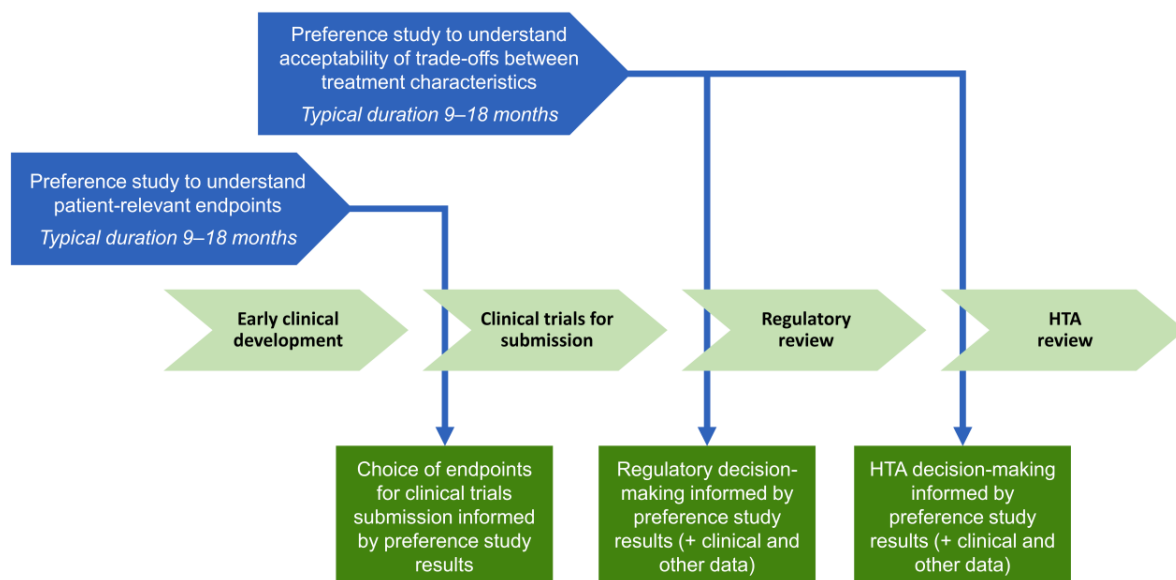 Preference study to understand
acceptability of trade-offs between
treatment characteristics
Typical duration 9–18 months
Preference study to understand
patient-relevant endpoints
Typical duration 9–18 months
Early clinical
development
Clinical trials for
submission
Regulatory
review
HTA
review
Choice of endpoints
for clinical trials
submission informed
by preference study
results
Regulatory decision-
making informed by
preference study
results (+ clinical and
other data)
HTA decision-making
informed by
preference study
results (+ clinical and
other data)